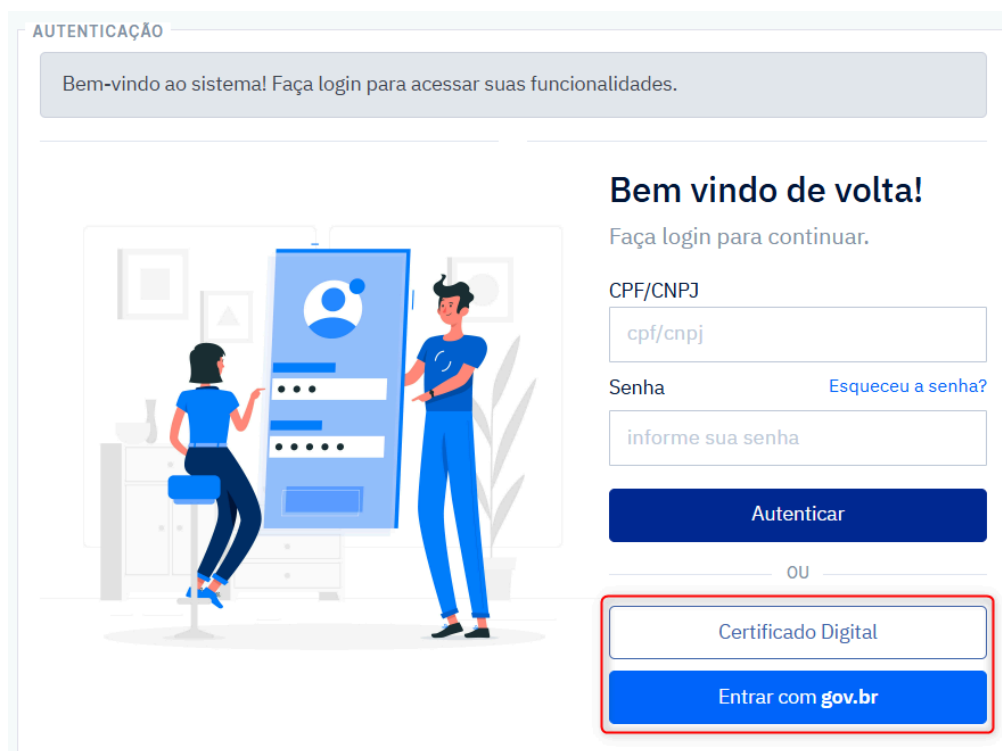 AUTENTICAÇÃO
Bem-vindo ao sistema! Faça login para acessar suas funcionalidades.
Bem vindo de volta!
Faça login para continuar.
CPF/CNPJ
cpf/cnpj
Senha Esqueceu a senha?
informe sua senha
Autenticar
OU
Certificado Digital
Entrar com gov.br